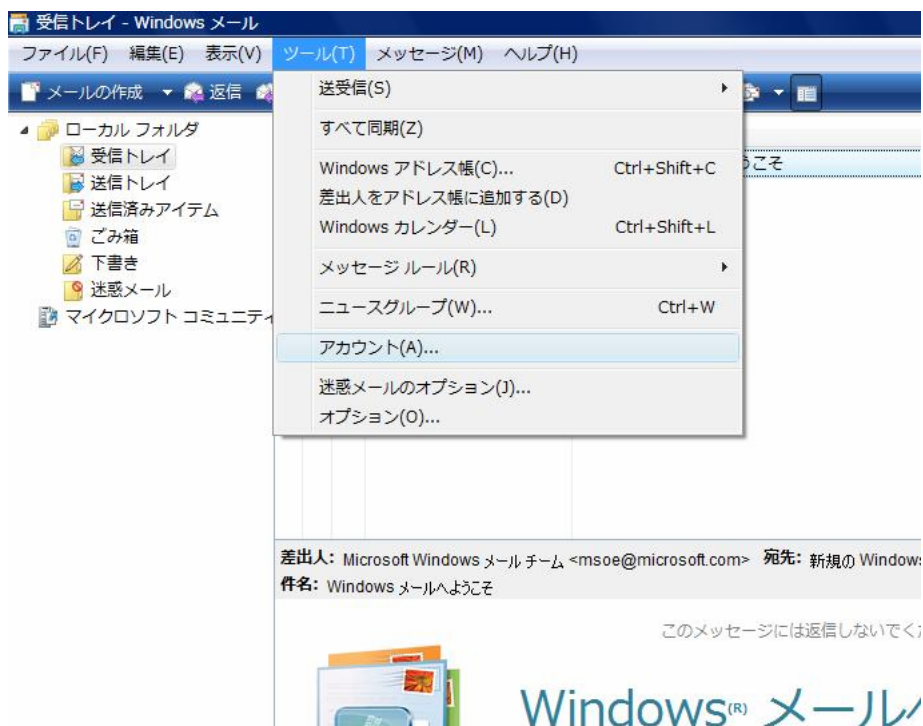 受信トレイ - Windows メール
ファイル(F) 編集(E) 表示(V) ツール(T) メッセージ(M) ヘルプ(H)
メールの作成 返信
送受信(S)
すべて同期(Z)
Windows アドレス帳(C)... Ctrl+Shift+C
差出人をアドレス帳に追加する(D)
Windows カレンダー(L) Ctrl+Shift+L
メッセージ ルール(R)
ニュースグループ(W)... Ctrl+W
アカウント(A)...
迷惑メールのオプション(J)...
オプション(O)...
ローカル フォルダ
受信トレイ
送信トレイ
送信済みアイテム
ごみ箱
下書き
迷惑メール
マイクロソフト コミュニティ
うこそ
差出人: Microsoft Windows メール チーム <msoe@microsoft.com> 宛先: 新規の Windows
件名: Windows メールへようこそ
このメッセージには返信しないでく
Windows(R) メールへ